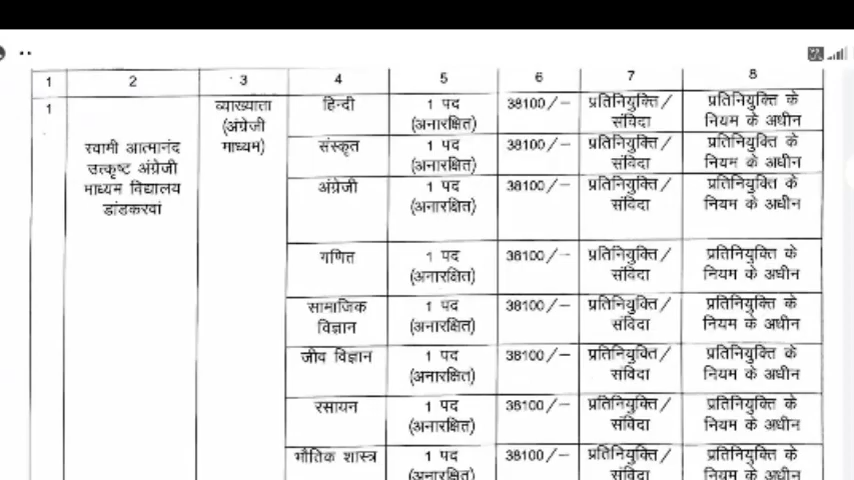 1 2 3 4 5 6 7 8
1 स्वामी आत्मानंद उत्कृष्ट अंग्रेजी माध्यम विद्यालय डांडकरवां व्याख्याता (अंग्रेजी माध्यम) हिन्दी 1 पद (अनारक्षित) 38100/- प्रतिनियुक्ति/ संविदा प्रतिनियुक्ति के नियम के अधीन
संस्कृत 1 पद (अनारक्षित) 38100/- प्रतिनियुक्ति/ संविदा प्रतिनियुक्ति के नियम के अधीन
अंग्रेजी 1 पद (अनारक्षित) 38100/- प्रतिनियुक्ति/ संविदा प्रतिनियुक्ति के नियम के अधीन
गणित 1 पद (अनारक्षित) 38100/- प्रतिनियुक्ति/ संविदा प्रतिनियुक्ति के नियम के अधीन
सामाजिक विज्ञान 1 पद (अनारक्षित) 38100/- प्रतिनियुक्ति/ संविदा प्रतिनियुक्ति के नियम के अधीन
जीव विज्ञान 1 पद (अनारक्षित) 38100/- प्रतिनियुक्ति/ संविदा प्रतिनियुक्ति के नियम के अधीन
रसायन 1 पद (अनारक्षित) 38100/- प्रतिनियुक्ति/ संविदा प्रतिनियुक्ति के नियम के अधीन
भौतिक शास्त्र 1 पद (अनारक्षित) 38100/- प्रतिनियुक्ति/ संविदा प्रतिनियुक्ति के नियम के अधीन